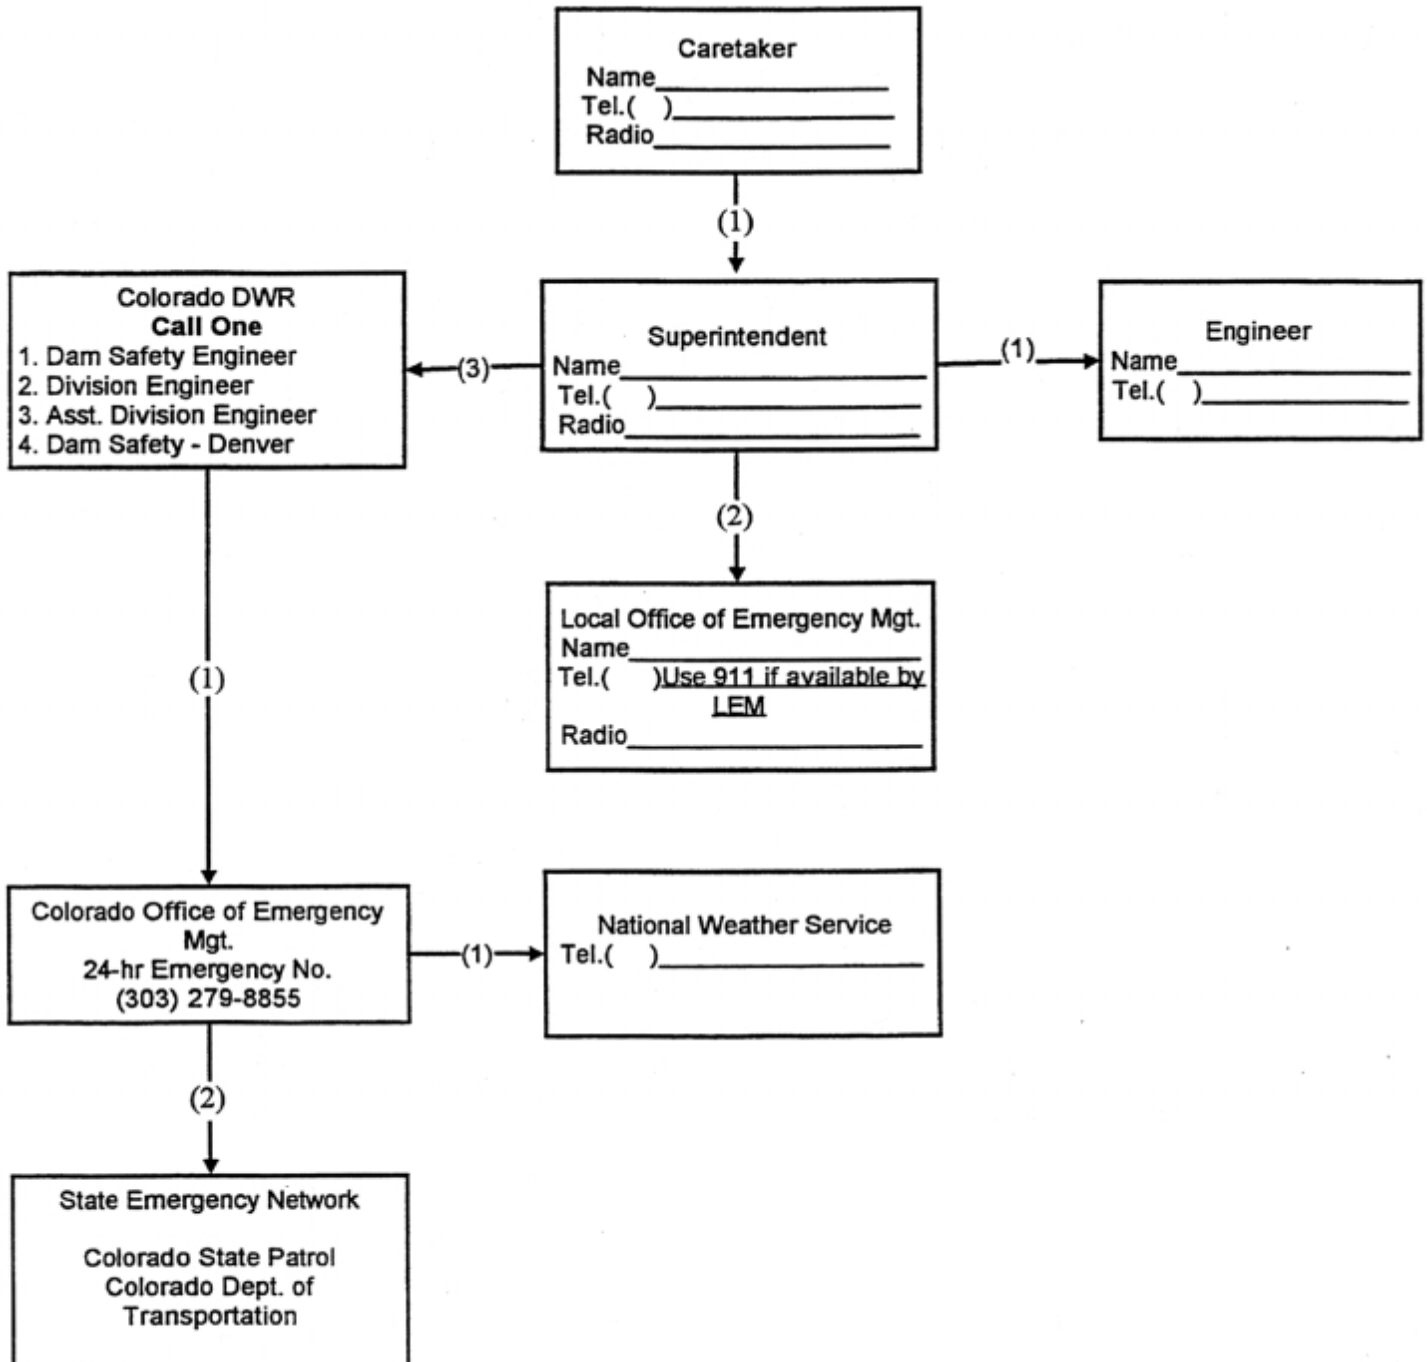 Caretaker
Name
Tel.( )
Radio
(1)
Colorado DWR
Call One
1. Dam Safety Engineer
2. Division Engineer
3. Asst. Division Engineer
4. Dam Safety - Denver
(3)
Superintendent
Name
Tel.( )
Radio
(1)
Engineer
Name
Tel.( )
(2)
Local Office of Emergency Mgt.
Name
Tel.( )Use 911 if available by
LEM
Radio
(1)
Colorado Office of Emergency
Mgt.
24-hr Emergency No.
(303) 279-8855
(1)
National Weather Service
Tel.( )
(2)
State Emergency Network
Colorado State Patrol
Colorado Dept. of
Transportation